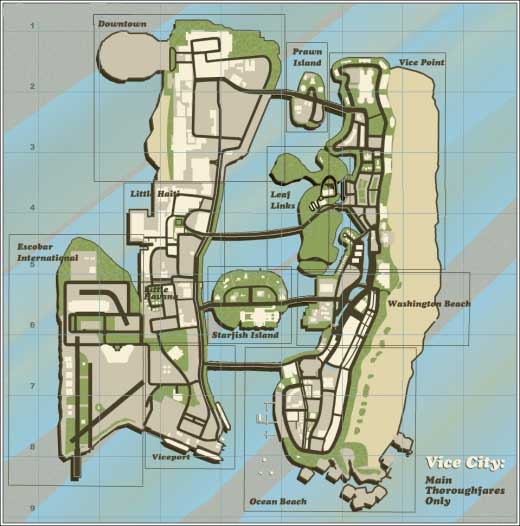 Downtown
Prawn
Island
Vice Point
Little Haiti
Leaf
Links
Escobar
International
Little
Havana
Washington Beach
Starfish Island
Viceport
Ocean Beach
Vice City:
Main
Thoroughfares
Only
1
2
3
4
5
6
7
8
9